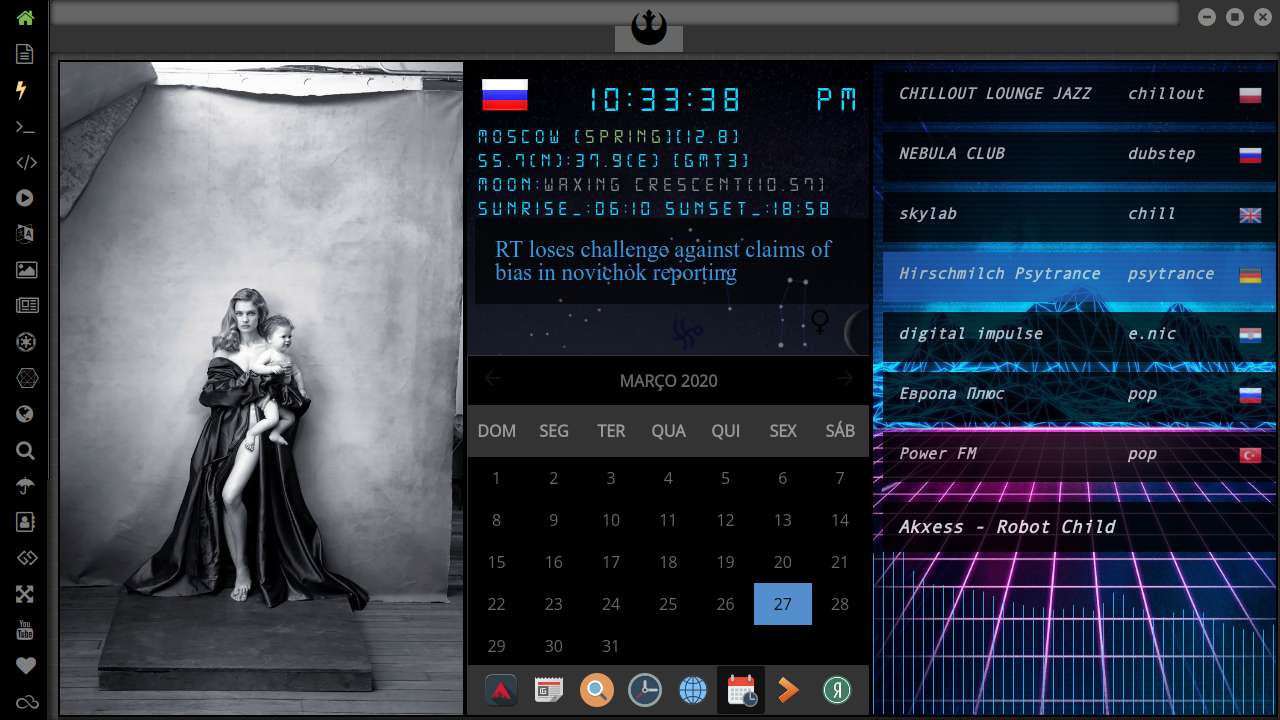 10:33:38 PM
MOSCOW [SPRING][12.8]
55.7(N):37.9(E) [GMT3]
MOON:WAXING CRESCENT[10.57]
SUNRISE_:06:10 SUNSET_:18:58
RT loses challenge against claims of
bias in novichok reporting
MARÇO 2020
DOM SEG TER QUA QUI SEX SÁB
1 2 3 4 5 6 7
8 9 10 11 12 13 14
15 16 17 18 19 20 21
22 23 24 25 26 27 28
29 30 31
CHILLOUT LOUNGE JAZZ chillout
NEBULA CLUB dubstep
skylab chill
Hirschmilch Psytrance psytrance
digital impulse e.nic
Европа Плюс pop
Power FM pop
Akxess - Robot Child
You
Tube